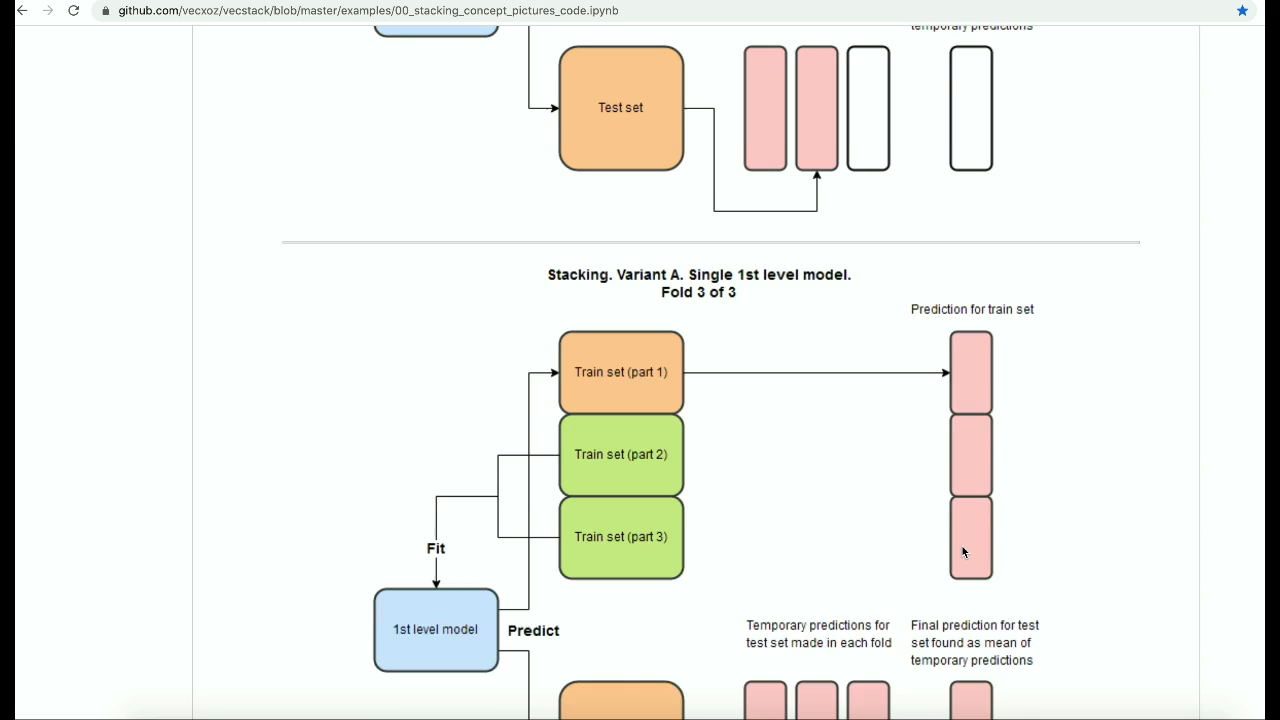 github.com/vecxoz/vecstack/blob/master/examples/00_stacking_concept_pictures_code.ipynb
temporary predictions
Test set
Stacking. Variant A. Single 1st level model.
Fold 3 of 3
Prediction for train set
Train set (part 1)
Train set (part 2)
Train set (part 3)
Fit
1st level model
Predict
Temporary predictions for
test set made in each fold
Final prediction for test
set found as mean of
temporary predictions